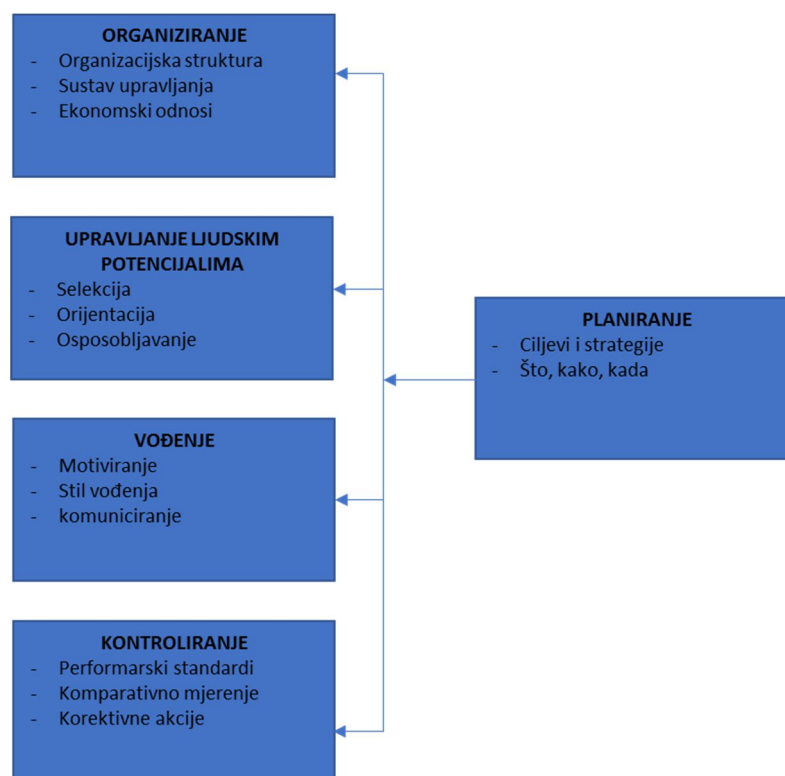 ORGANIZIRANJE
- Organizacijska struktura
- Sustav upravljanja
- Ekonomski odnosi
UPRAVLJANJE LJUDSKIM
POTENCIJALIMA
- Selekcija
- Orijentacija
- Osposobljavanje
VOĐENJE
- Motiviranje
- Stil vođenja
- komuniciranje
KONTROLIRANJE
- Performarski standardi
- Komparativno mjerenje
- Korektivne akcije
PLANIRANJE
- Ciljevi i strategije
- Što, kako, kada